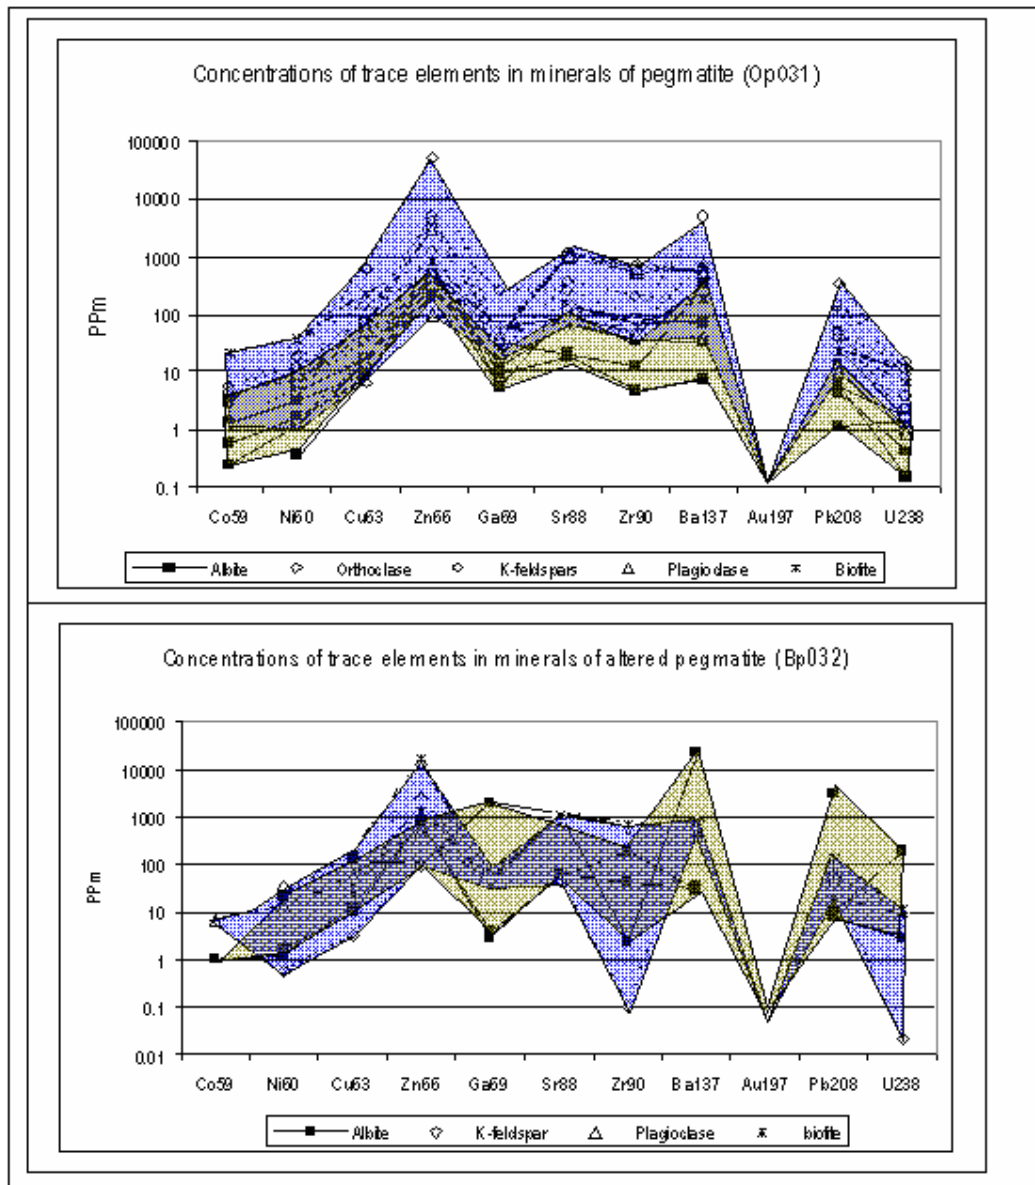 Concentrations of trace elements in minerals of pegmatite (Op031)
100000
10000
1000
100
10
1
0.1
PPm
Co59 Ni60 Cu63 Zn66 Ga69 Sr88 Zr90 Ba137 Au197 Pb208 U238
Albite Orthoclase K-feldspars Plagioclase Biofite
Concentrations of trace elements in minerals of altered pegmatite (Bp032)
100000
10000
1000
100
10
1
0.1
0.01
PPm
Co59 Ni60 Cu63 Zn66 Ga69 Sr88 Zr90 Ba137 Au197 Pb208 U238
Albite K-feldspar Plagioclase biofite